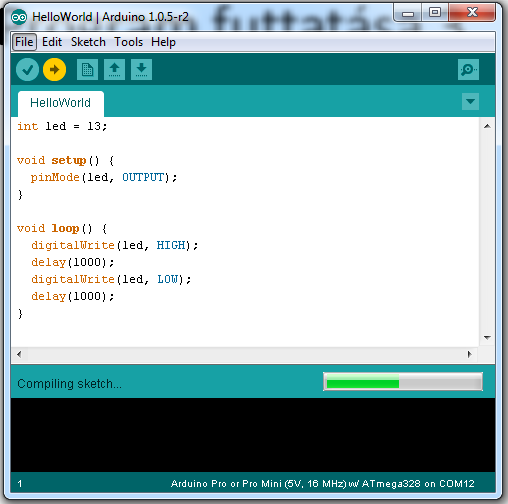 HelloWorld | Arduino 1.0.5-r2
futtatása
File Edit Sketch Tools Help
HelloWorld
int led = 13;
void setup() {
pinMode(led, OUTPUT);
}
void loop() {
digitalWrite(led, HIGH);
delay(1000);
digitalWrite(led, LOW);
delay(1000);
}
Compiling sketch...
1 Arduino Pro or Pro Mini (5V, 16 MHz) w/ ATmega328 on COM12